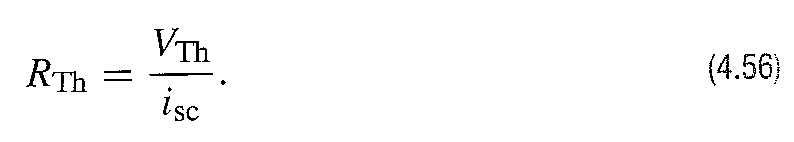 R_Th = V_Th / i_sc. (4.56)